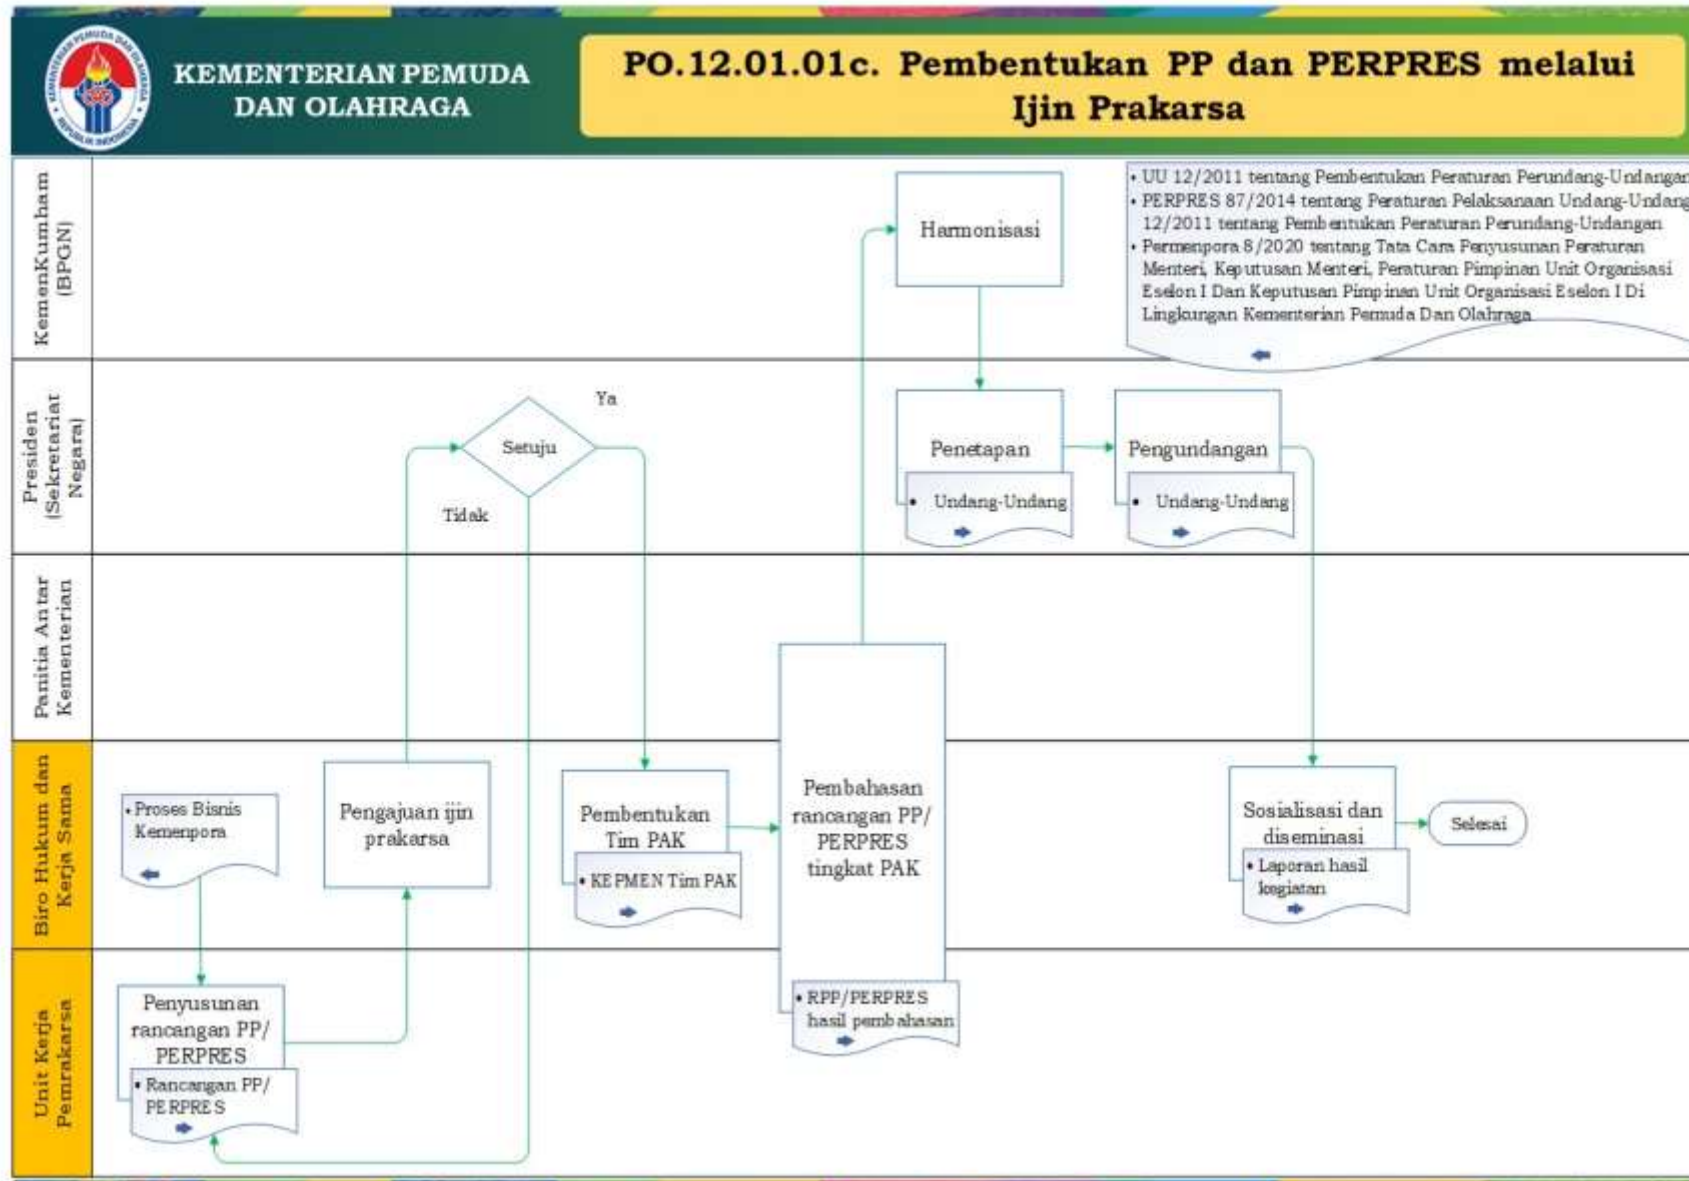 KEMENTERIAN PEMUDA DAN OLAHRAGA
REPUBLIK INDONESIA
KEMENTERIAN PEMUDA
DAN OLAHRAGA
PO.12.01.01c. Pembentukan PP dan PERPRES melalui
Ijin Prakarsa
KemenKumham
(BPGN)
Harmonisasi
• UU 12/2011 tentang Pembentukan Peraturan Perundang-Undangan
• PERPRES 87/2014 tentang Peraturan Pelaksanaan Undang-Undang
12/2011 tentang Pembentukan Peraturan Perundang-Undangan
• Permenpora 8/2020 tentang Tata Cara Penyusunan Peraturan
Menteri, Keputusan Menteri, Peraturan Pimpinan Unit Organisasi
Eselon I Dan Keputusan Pimpinan Unit Organisasi Eselon I Di
Lingkungan Kementerian Pemuda Dan Olahraga
Presiden
(Sekretariat
Negara)
Setuju
Ya
Tidak
Penetapan
• Undang-Undang
Pengundangan
• Undang-Undang
Panitia Antar
Kementerian
Biro Hukum dan
Kerja Sama
• Proses Bisnis
Kemenpora
Pengajuan ijin
prakarsa
Pembentukan
Tim PAK
• KEPMEN Tim PAK
Pembahasan
rancangan PP/
PERPRES
tingkat PAK
• RPP/PERPRES
hasil pembahasan
Sosialisasi dan
diseminasi
• Laporan hasil
kegiatan
Selesai
Unit Kerja
Pemrakarsa
Penyusunan
rancangan PP/
PERPRES
• Rancangan PP/
PERPRES